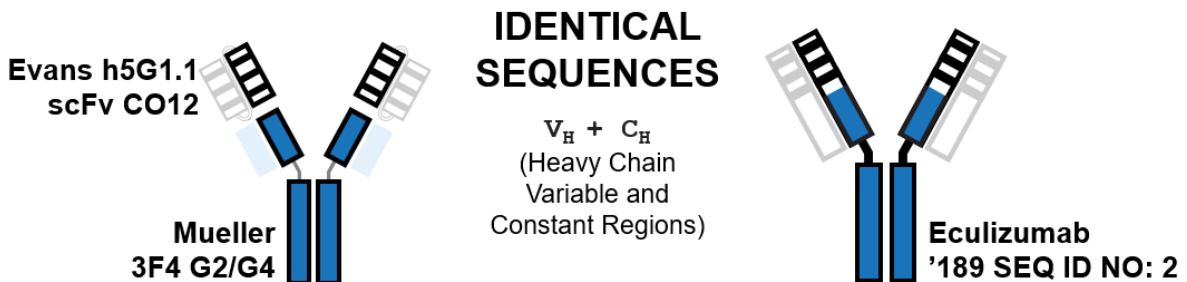 Evans h5G1.1
scFv CO12
Mueller
3F4 G2/G4
IDENTICAL
SEQUENCES
VH + CH
(Heavy Chain
Variable and
Constant Regions)
Eculizumab
’189 SEQ ID NO: 2